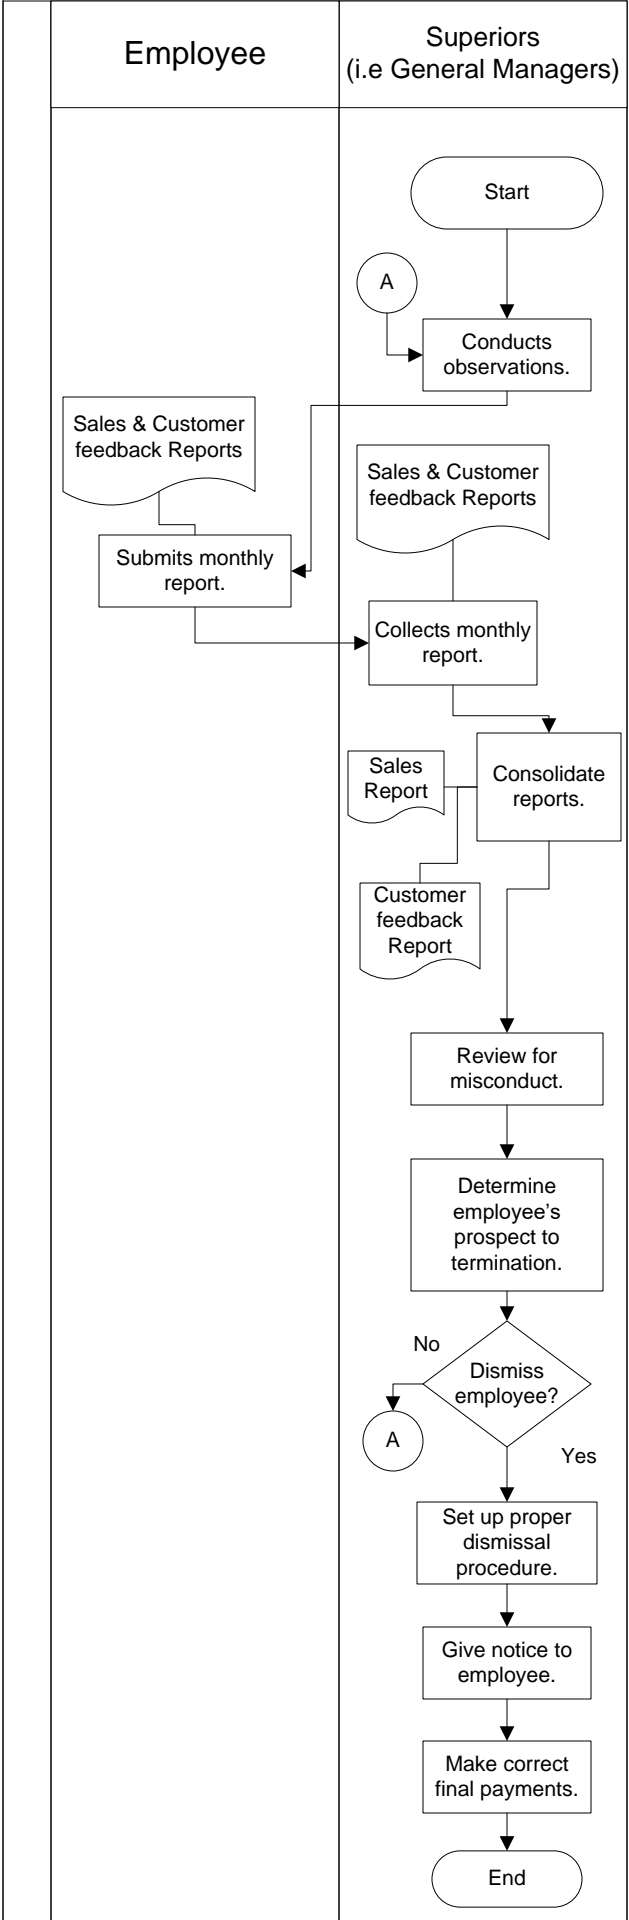 Employee
Superiors
(i.e General Managers)
Start
A
Conducts
observations.
Sales & Customer
feedback Reports
Sales & Customer
feedback Reports
Submits monthly
report.
Collects monthly
report.
Sales
Report
Consolidate
reports.
Customer
feedback
Report
Review for
misconduct.
Determine
employee's
prospect to
termination.
No
Dismiss
employee?
A
Yes
Set up proper
dismissal
procedure.
Give notice to
employee.
Make correct
final payments.
End